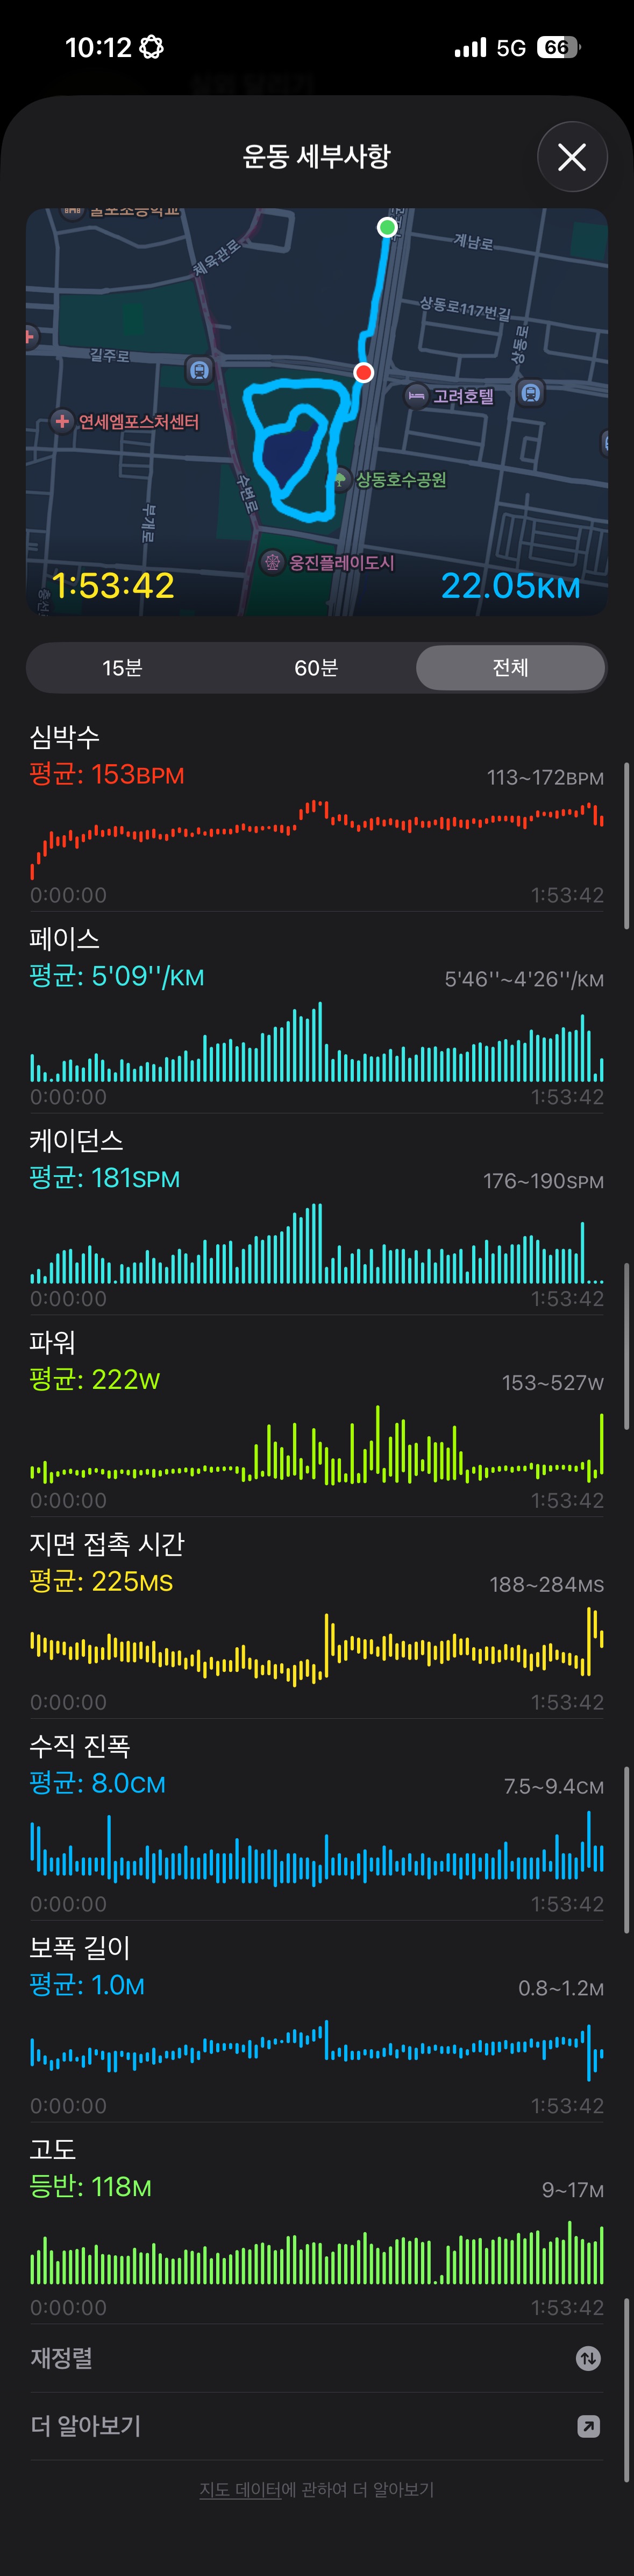 10:12
5G
66
운동 세부사항
체육관로
계남로
상동로117번길
상동로
길주로
고려호텔
연세엠포스처센터
상동호수공원
수변로
부개로
웅진플레이도시
1:53:42
22.05KM
15분
60분
전체
심박수
평균: 153BPM
113~172BPM
0:00:00
1:53:42
페이스
평균: 5'09''/KM
5'46''~4'26''/KM
0:00:00
1:53:42
케이던스
평균: 181SPM
176~190SPM
0:00:00
1:53:42
파워
평균: 222W
153~527W
0:00:00
1:53:42
지면 접촉 시간
평균: 225MS
188~284MS
0:00:00
1:53:42
수직 진폭
평균: 8.0CM
7.5~9.4CM
0:00:00
1:53:42
보폭 길이
평균: 1.0M
0.8~1.2M
0:00:00
1:53:42
고도
등반: 118M
9~17M
0:00:00
1:53:42
재정렬
더 알아보기
지도 데이터에 관하여 더 알아보기